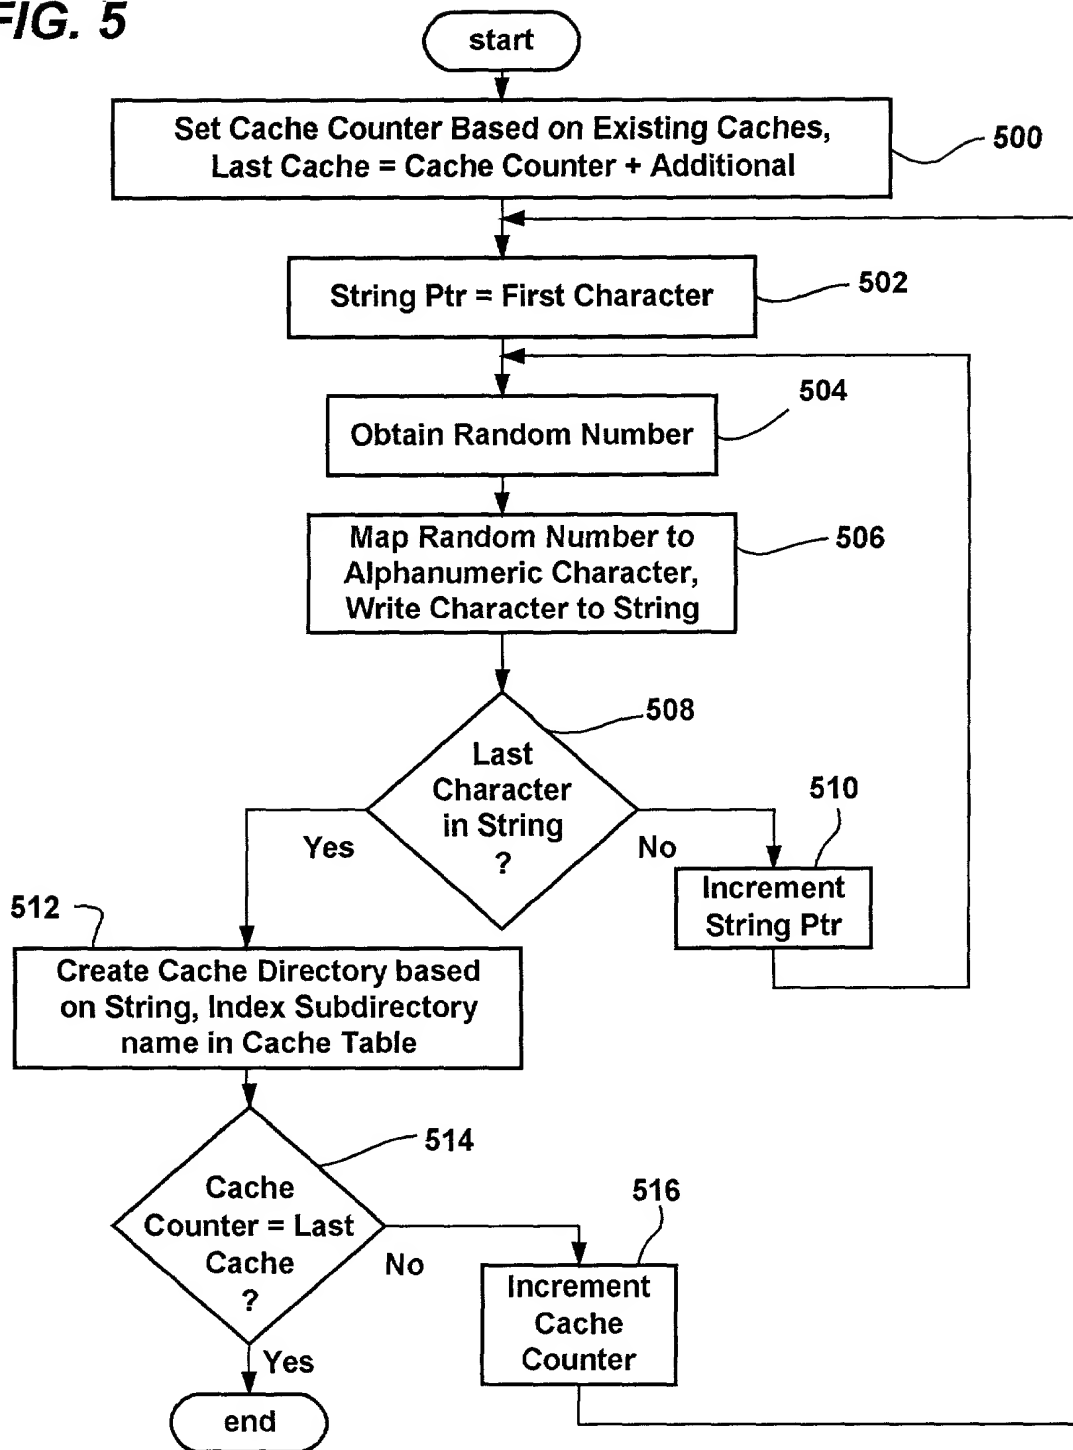 FIG. 5
start
Set Cache Counter Based on Existing Caches,
Last Cache = Cache Counter + Additional
500
String Ptr = First Character
502
504
Obtain Random Number
Map Random Number to
Alphanumeric Character,
Write Character to String
506
508
Last
Character
in String
?
Yes
No
510
Increment
String Ptr
512
Create Cache Directory based
on String, Index Subdirectory
name in Cache Table
514
Cache
Counter = Last
Cache
?
No
516
Increment
Cache
Counter
Yes
end